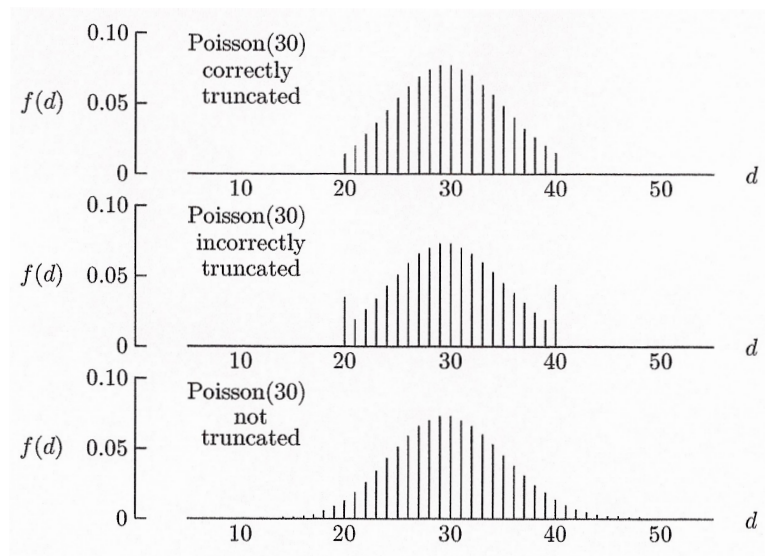 0.10
Poisson(30)
correctly
truncated
f(d)
0.05
0
10 20 30 40 50 d
0.10
Poisson(30)
incorrectly
truncated
f(d)
0.05
0
10 20 30 40 50 d
0.10
Poisson(30)
not
truncated
f(d)
0.05
0
10 20 30 40 50 d